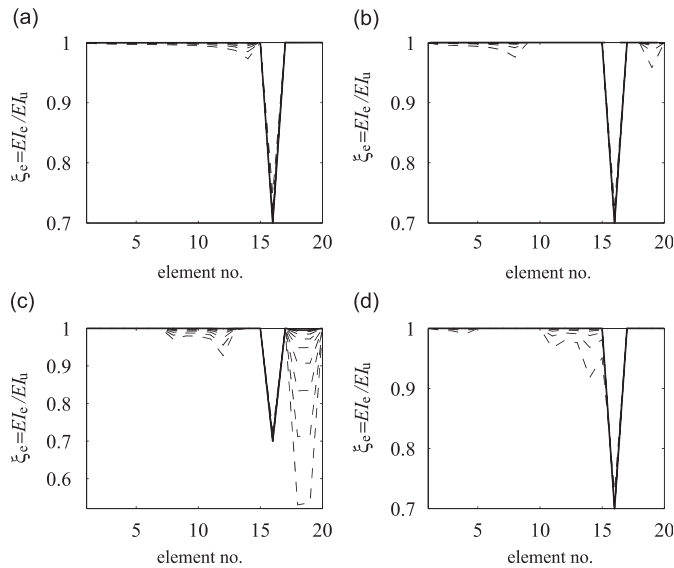 (a) (b)
1 1
0.9 0.9
0.8 0.8
0.7 0.7
ξe=EIe/EIu ξe=EIe/EIu
5 10 15 20 5 10 15 20
element no. element no.
(c) (d)
1 1
0.9
0.8 0.9
0.7 0.8
0.6 0.7
ξe=EIe/EIu ξe=EIe/EIu
5 10 15 20 5 10 15 20
element no. element no.